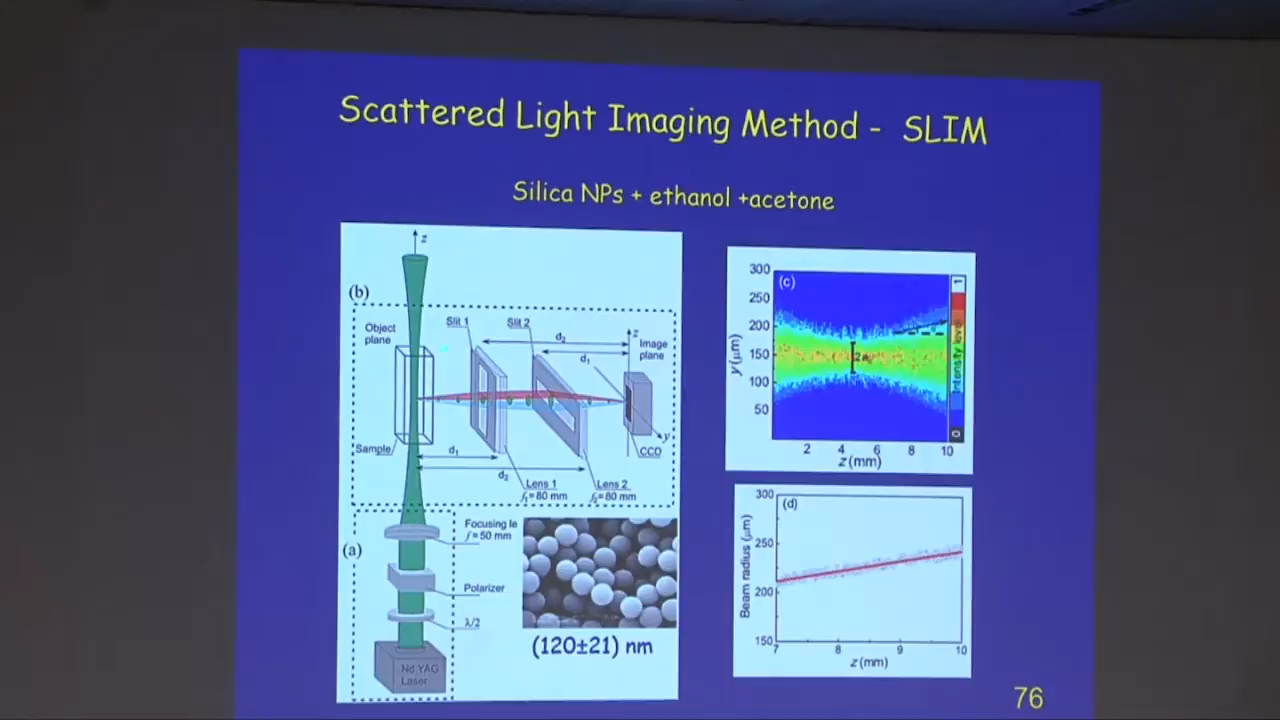 Scattered Light Imaging Method - SLIM
Silica NPs + ethanol +acetone
z
(b)
Object
plane
Slit 1
Slit 2
d2
d1
z
Image
plane
Sample
d1
d2
y
CCD
Lens 1
f1=80 mm
Lens 2
f2=80 mm
(a)
Focusing le
f=50 mm
Polarizer
λ/2
Nd:YAG
Laser
(120±21) nm
(c)
300
250
200
150
100
50
y(μm)
2 4 6 8 10
z(mm)
1
Intensity level
0
(d)
300
250
200
150
Beam radius (μm)
7 8 9 10
z(mm)
76